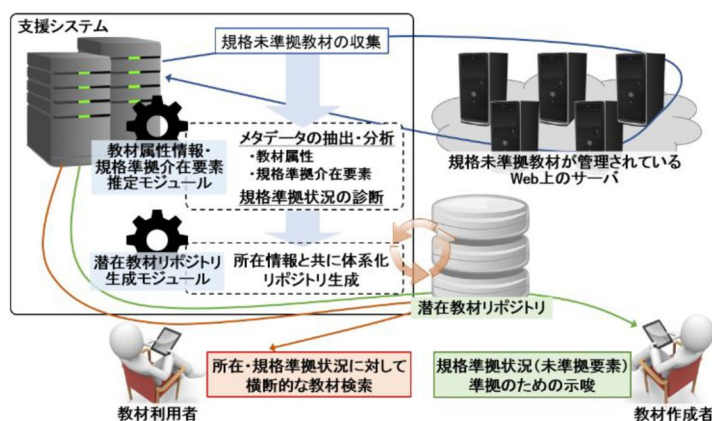 支援システム
規格未準拠教材の収集
教材属性情報・
規格準拠介在要素
推定モジュール
メタデータの抽出・分析
・教材属性
・規格準拠介在要素
規格準拠状況の診断
規格未準拠教材が管理されている
Web上のサーバ
潜在教材リポジトリ
生成モジュール
所在情報と共に体系化
リポジトリ生成
潜在教材リポジトリ
所在・規格準拠状況に対して
横断的な教材検索
規格準拠状況(未準拠要素)
準拠のための示唆
教材利用者
教材作成者